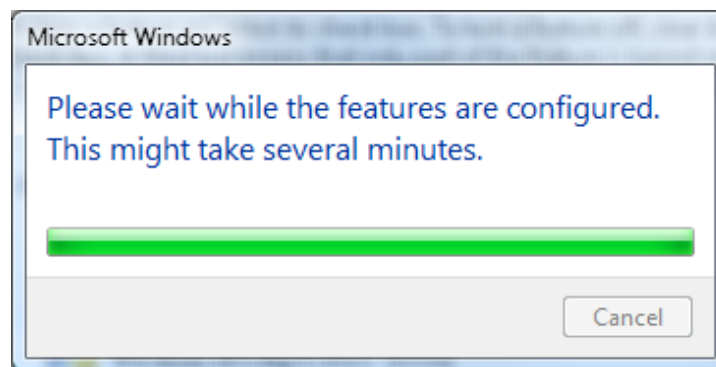 Microsoft Windows
Please wait while the features are configured.
This might take several minutes.
Cancel